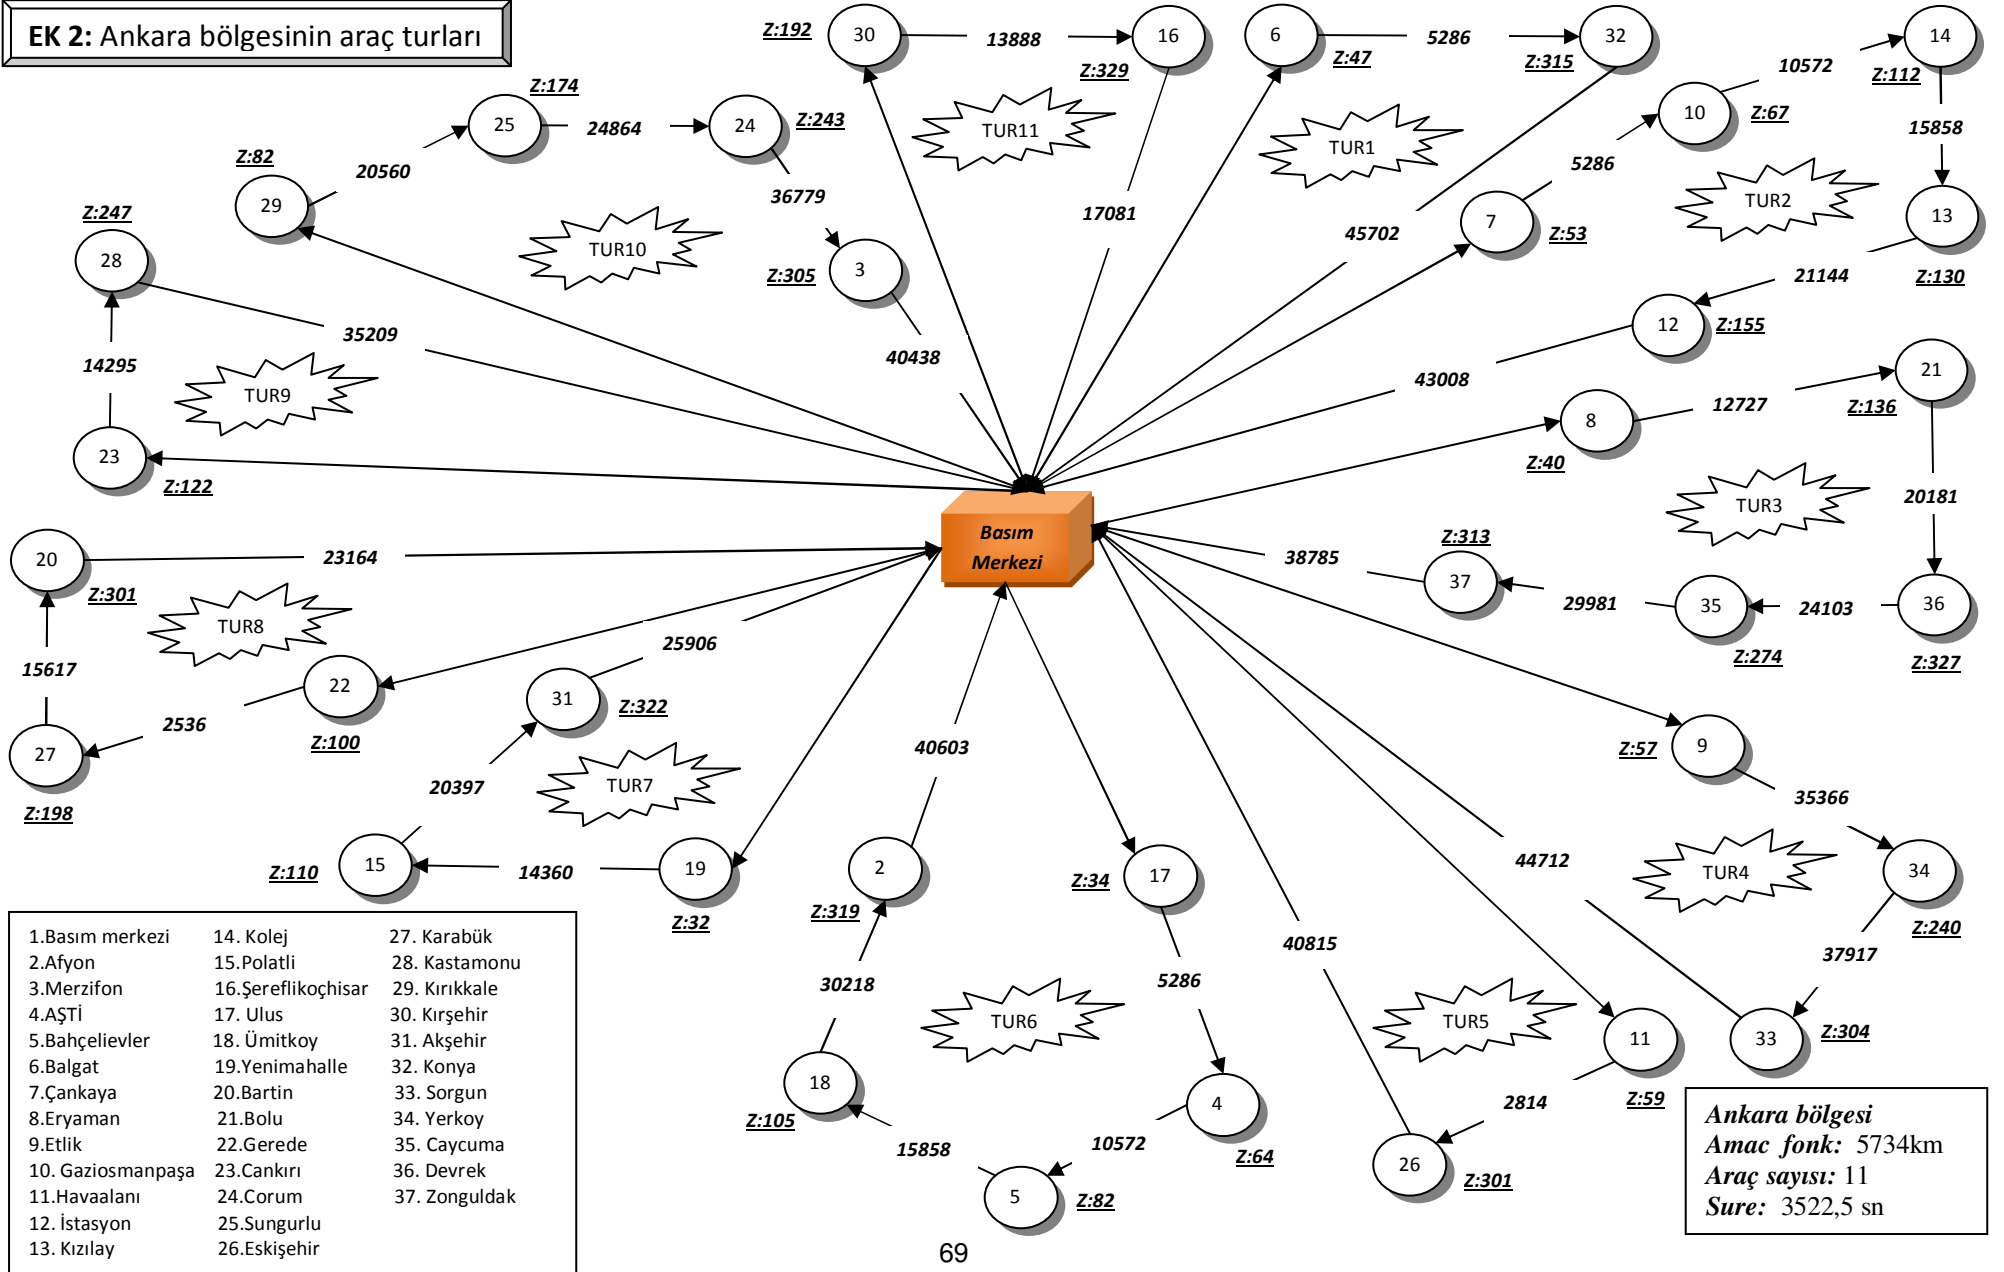 EK 2: Ankara bölgesinin araç turları
Z:192
30
13888
16
Z:329
TUR11
17081
6
Z:47
5286
32
Z:315
TUR1
45702
14
Z:112
10572
10
Z:67
5286
7
Z:53
TUR2
15858
13
Z:130
21144
12
Z:155
43008
Z:174
25
24864
24
Z:243
Z:82
20560
29
36779
TUR10
3
Z:305
40438
Z:247
28
35209
14295
TUR9
23
Z:122
21
Z:136
12727
8
Z:40
TUR3
20181
36
Z:327
24103
35
Z:274
29981
Z:313
37
38785
Basım
Merkezi
20
Z:301
23164
TUR8
15617
22
Z:100
2536
27
Z:198
25906
31
Z:322
20397
TUR7
15
Z:110
14360
19
Z:32
40603
2
Z:319
30218
TUR6
18
Z:105
15858
5
Z:82
10572
4
Z:64
5286
17
Z:34
9
Z:57
35366
34
Z:240
TUR4
44712
37917
33
Z:304
40815
TUR5
11
Z:59
2814
26
Z:301
1.Basım merkezi 14. Kolej 27. Karabük
2.Afyon 15.Polatli 28. Kastamonu
3.Merzifon 16.Şereflikoçhisar 29. Kırıkkale
4.AŞTİ 17. Ulus 30. Kırşehir
5.Bahçelievler 18. Ümitkoy 31. Akşehir
6.Balgat 19.Yenimahalle 32. Konya
7.Çankaya 20.Bartin 33. Sorgun
8.Eryaman 21.Bolu 34. Yerkoy
9.Etlik 22.Gerede 35. Caycuma
10. Gaziosmanpaşa 23.Cankırı 36. Devrek
11.Havaalanı 24.Corum 37. Zonguldak
12. İstasyon 25.Sungurlu
13. Kızılay 26.Eskişehir
Ankara bölgesi
Amac fonk: 5734km
Araç sayısı: 11
Sure: 3522,5 sn
69